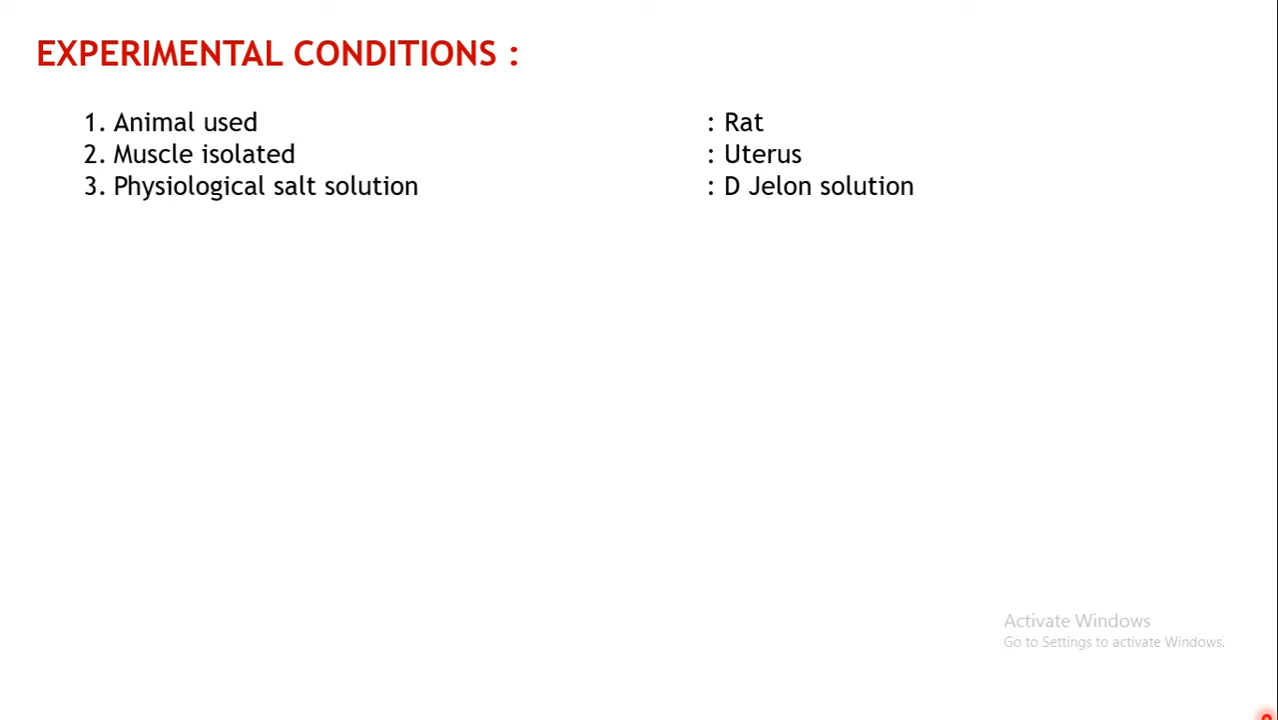 EXPERIMENTAL CONDITIONS :
1. Animal used : Rat
2. Muscle isolated : Uterus
3. Physiological salt solution : D Jelon solution
Activate Windows
Go to Settings to activate Windows.